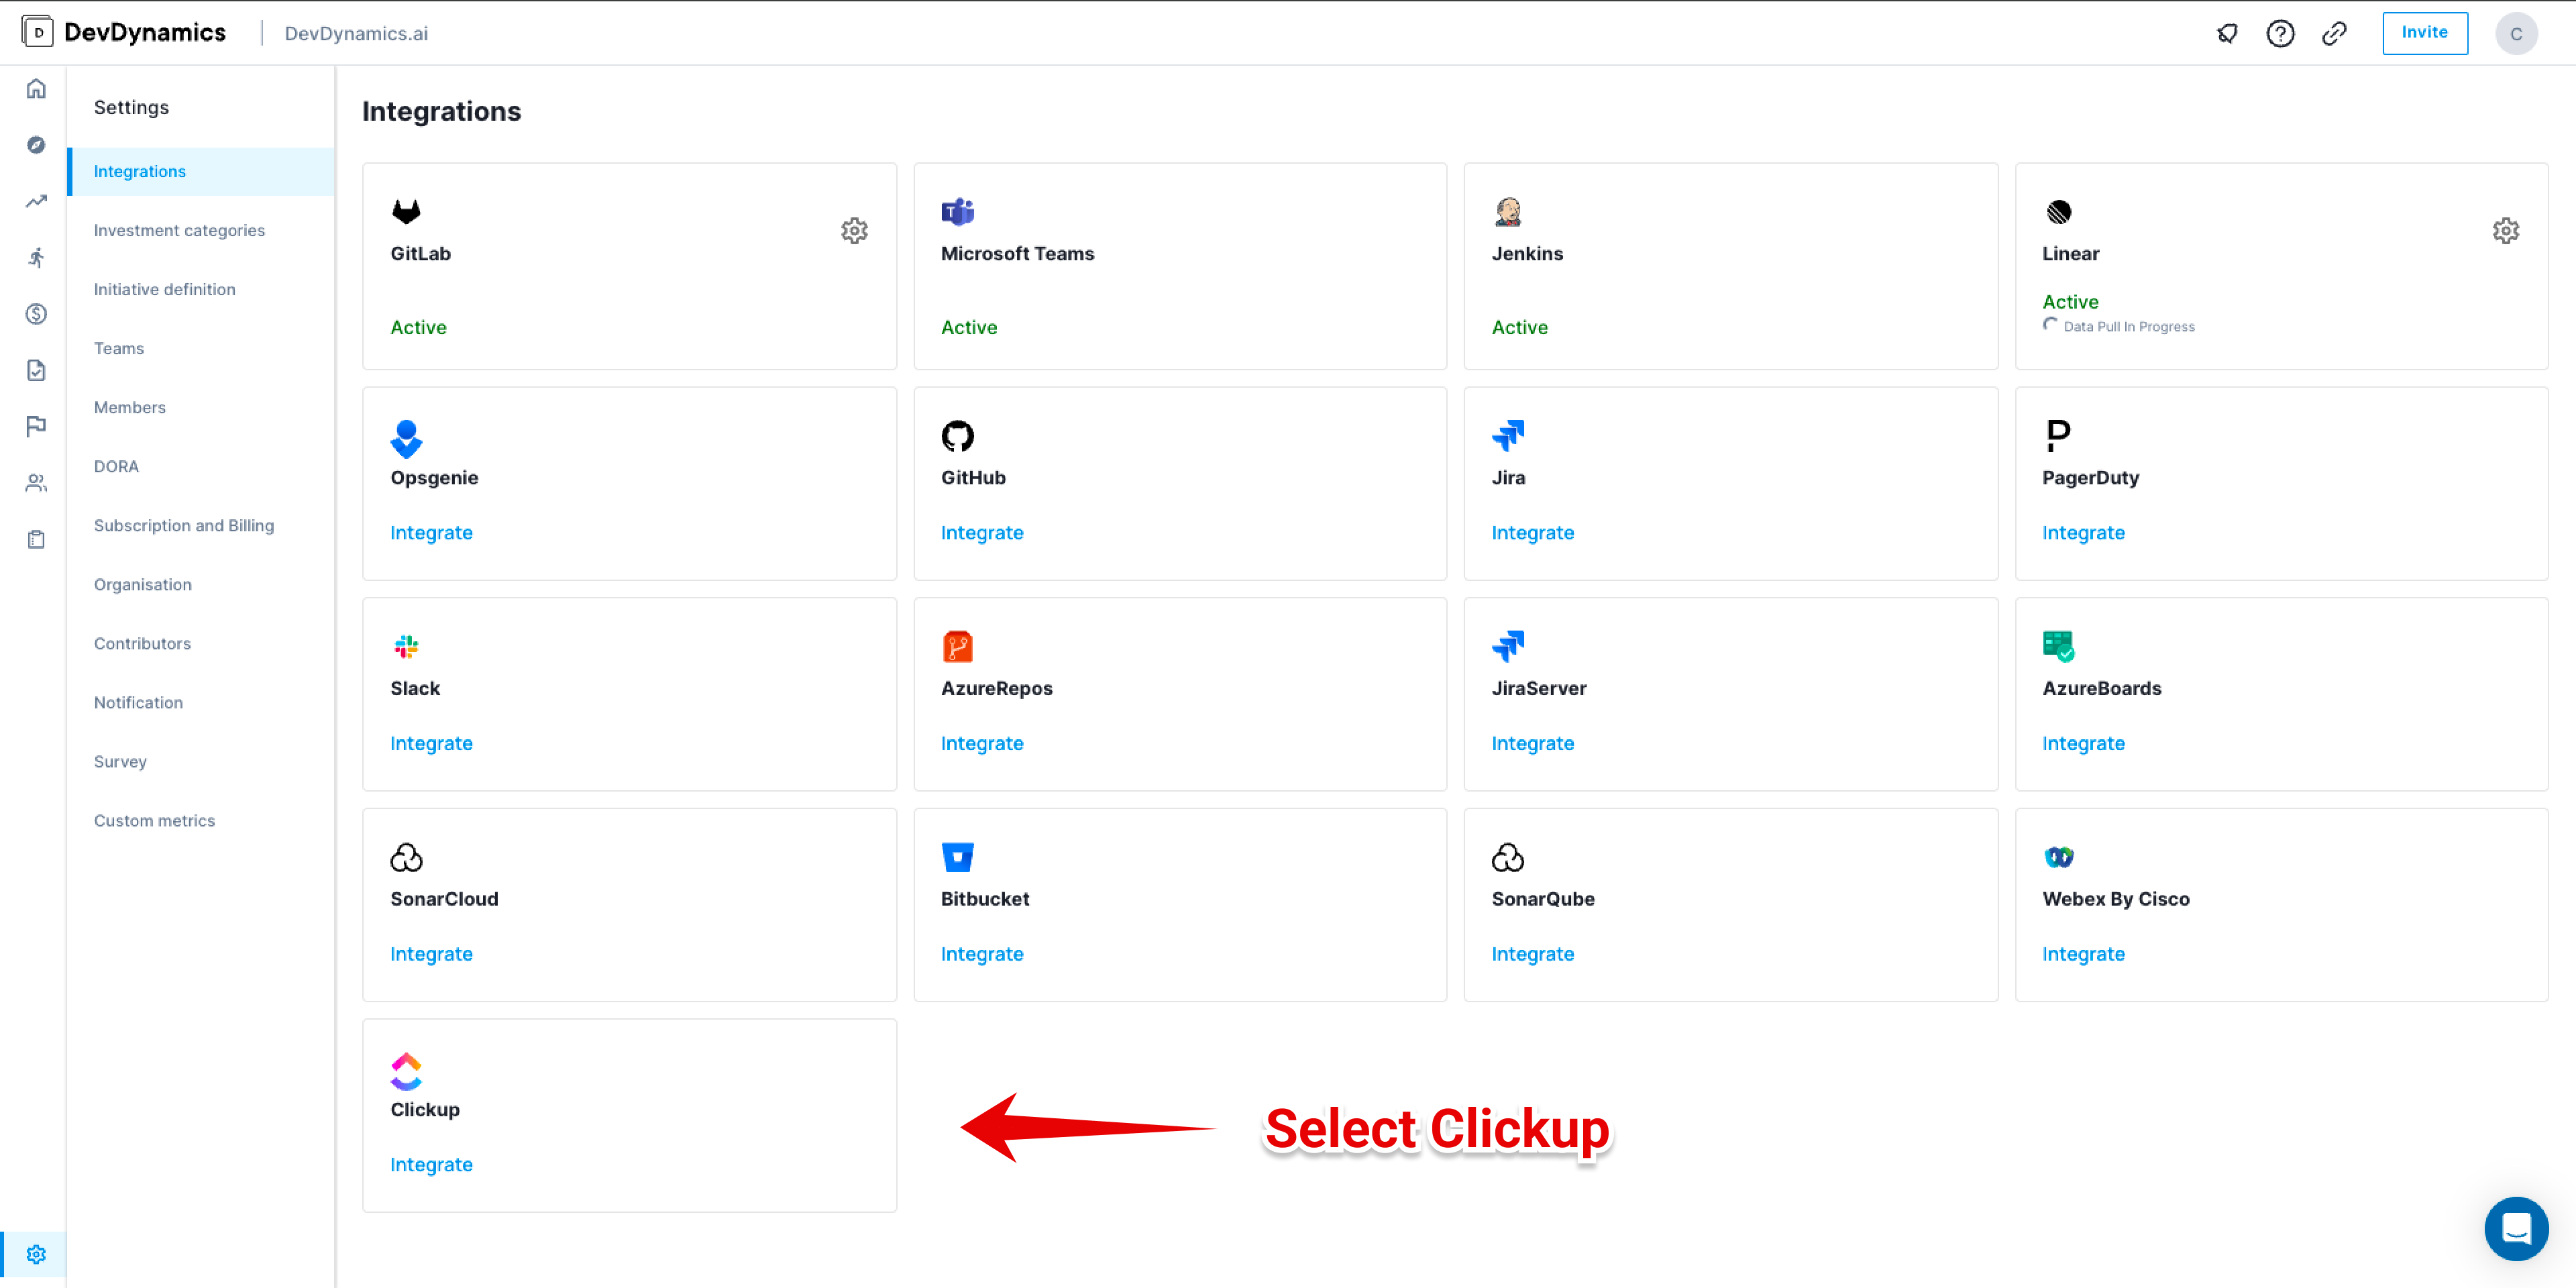 D DevDynamics DevDynamics.ai Invite C
Settings
Integrations
Investment categories
Initiative definition
Teams
Members
DORA
Subscription and Billing
Organisation
Contributors
Notification
Survey
Custom metrics
Integrations
GitLab
Active
Microsoft Teams
Active
Jenkins
Active
Linear
Active
Data Pull In Progress
Opsgenie
Integrate
GitHub
Integrate
Jira
Integrate
PagerDuty
Integrate
Slack
Integrate
AzureRepos
Integrate
JiraServer
Integrate
AzureBoards
Integrate
SonarCloud
Integrate
Bitbucket
Integrate
SonarQube
Integrate
Webex By Cisco
Integrate
Clickup
Integrate
Select Clickup